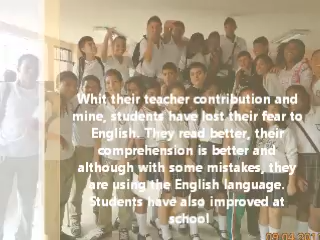 Whit their teacher contribution and
mine, students have lost their fear to
English. They read better, their
comprehension is better and
although with some mistakes, they
are using the English language.
Students have also improved at
school